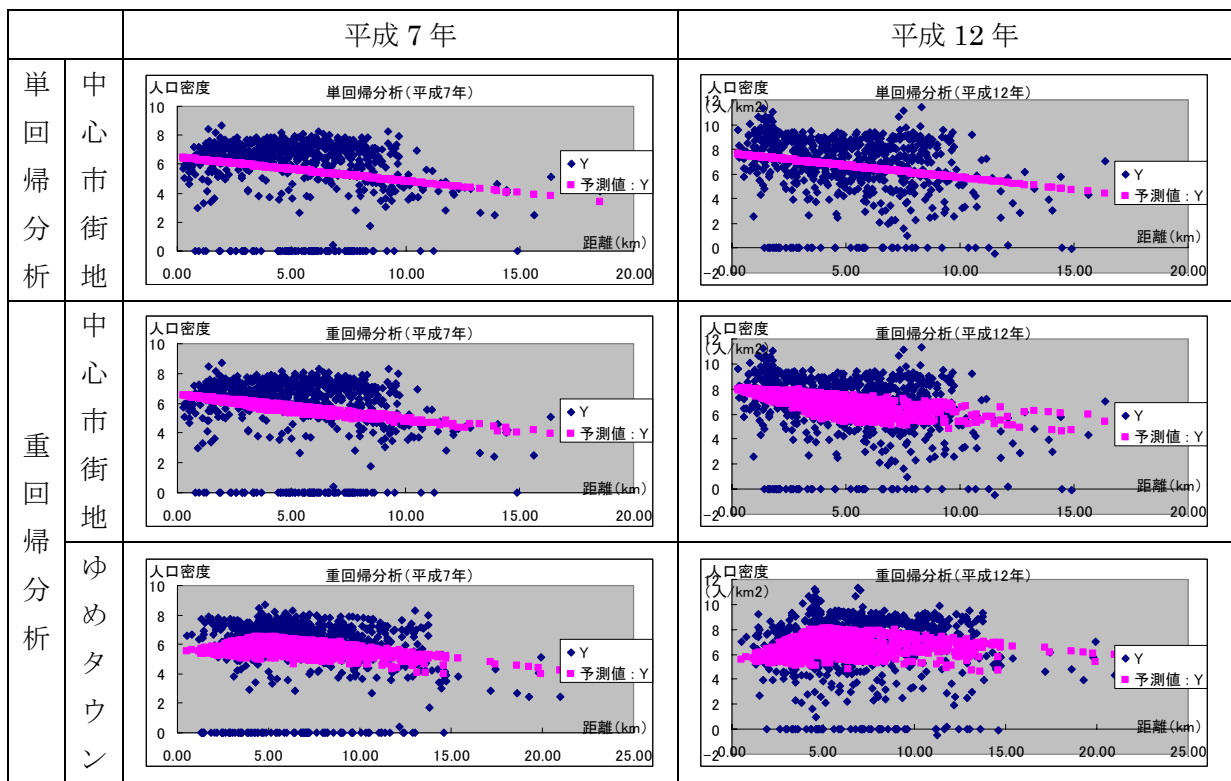 平成 7 年
平成 12 年
単回帰分析
中心市街地
人口密度
単回帰分析(平成7年)
10
8
6
4
2
0
0.00 5.00 10.00 15.00 20.00
距離(km)
Y
予測値:Y
人口密度
(人/km2)
単回帰分析(平成12年)
12
10
8
6
4
2
0
-2
0.00 5.00 10.00 15.00 20.00
距離(km)
Y
予測値:Y
重回帰分析
中心市街地
人口密度
重回帰分析(平成7年)
10
8
6
4
2
0
0.00 5.00 10.00 15.00 20.00
距離(km)
Y
予測値:Y
人口密度
(人/km2)
重回帰分析(平成12年)
12
10
8
6
4
2
0
-2
0.00 5.00 10.00 15.00 20.00
距離(km)
Y
予測値:Y
ゆめタウン
人口密度
重回帰分析(平成7年)
10
8
6
4
2
0
0.00 5.00 10.00 15.00 20.00 25.00
距離(km)
Y
予測値:Y
人口密度
(人/km2)
重回帰分析(平成12年)
12
10
8
6
4
2
0
-2
0.00 5.00 10.00 15.00 20.00 25.00
距離(km)
Y
予測値:Y